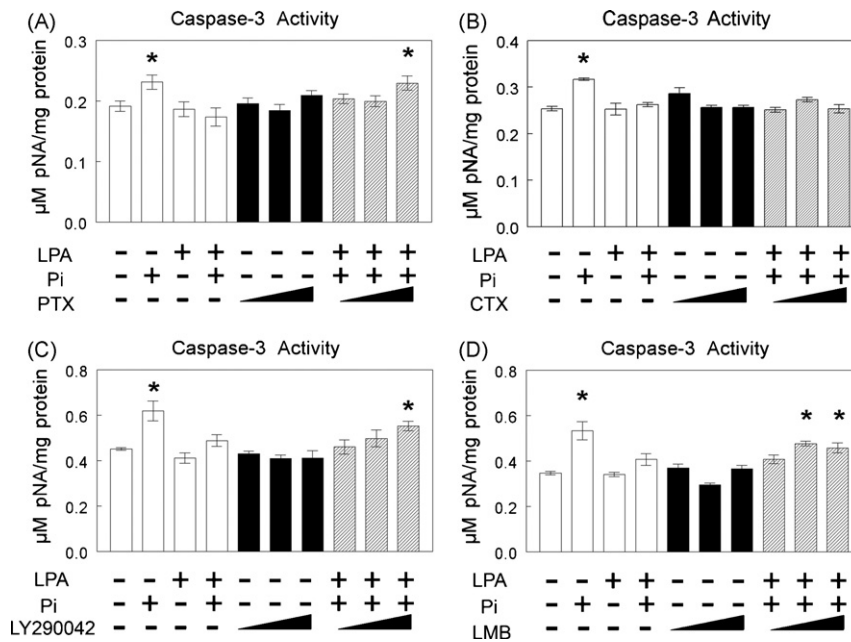 (A) Caspase-3 Activity
µM pNA/mg protein
0.3
0.2
0.1
0.0
*
*
LPA - - + + - - - + + +
Pi - + - + - - - + + +
PTX - - - -
(B) Caspase-3 Activity
µM pNA/mg protein
0.4
0.3
0.2
0.1
0.0
*
LPA - - + + - - - + + +
Pi - + - + - - - + + +
CTX - - - -
(C) Caspase-3 Activity
µM pNA/mg protein
0.8
0.6
0.4
0.2
0.0
*
*
LPA - - + + - - - + + +
Pi - + - + - - - + + +
LY290042 - - - -
(D) Caspase-3 Activity
µM pNA/mg protein
0.8
0.6
0.4
0.2
0.0
*
* *
LPA - - + + - - - + + +
Pi - + - + - - - + + +
LMB - - - -